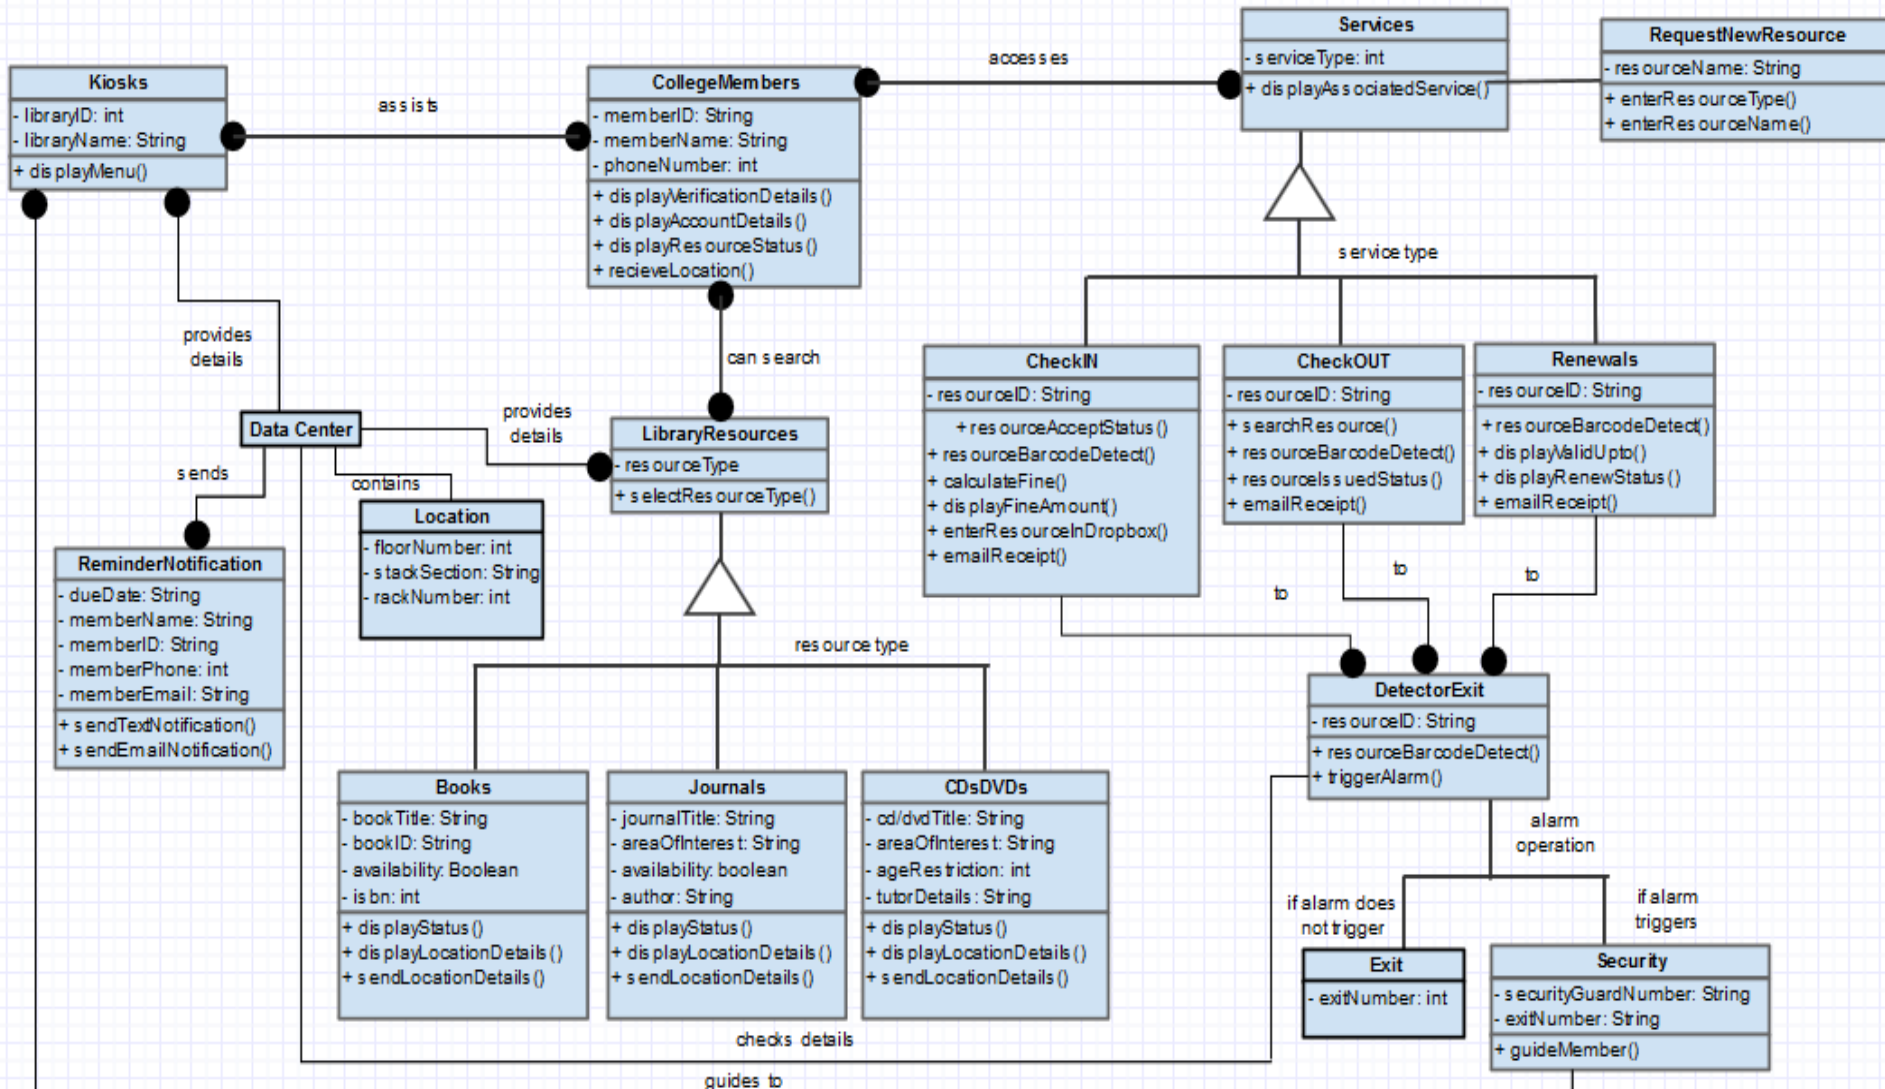 Kiosks
- libraryID: int
- libraryName: String
+ displayMenu()
assists
CollegeMembers
- memberID: String
- memberName: String
- phoneNumber: int
+ displayVerificationDetails()
+ displayAccountDetails()
+ displayResourceStatus()
+ recieveLocation()
accesses
Services
- serviceType: int
+ displayAssociatedService()
RequestNewResource
- resourceName: String
+ enterResourceType()
+ enterResourceName()
service type
provides
details
can search
Data Center
provides
details
LibraryResources
- resourceType
+ selectResourceType()
sends
contains
Location
- floorNumber: int
- stackSection: String
- rackNumber: int
ReminderNotification
- dueDate: String
- memberName: String
- memberID: String
- memberPhone: int
- memberEmail: String
+ sendTextNotification()
+ sendEmailNotification()
CheckIN
- resourceID: String
+ resourceAcceptStatus()
+ resourceBarcodeDetect()
+ calculateFine()
+ displayFineAmount()
+ enterResourceInDropbox()
+ emailReceipt()
CheckOUT
- resourceID: String
+ searchResource()
+ resourceBarcodeDetect()
+ resourceIssuedStatus()
+ emailReceipt()
Renewals
- resourceID: String
+ resourceBarcodeDetect()
+ displayValidUpto()
+ displayRenewStatus()
+ emailReceipt()
to
to
to
resource type
Books
- bookTitle: String
- bookID: String
- availability: Boolean
- isbn: int
+ displayStatus()
+ displayLocationDetails()
+ sendLocationDetails()
Journals
- journalTitle: String
- areaOfInterest: String
- availability: boolean
- author: String
+ displayStatus()
+ displayLocationDetails()
+ sendLocationDetails()
CDsDVDs
- cd/dvdTitle: String
- areaOfInterest: String
- ageRestriction: int
- tutorDetails: String
+ displayStatus()
+ displayLocationDetails()
+ sendLocationDetails()
DetectorExit
- resourceID: String
+ resourceBarcodeDetect()
+ triggerAlarm()
alarm
operation
if alarm does
not trigger
if alarm
triggers
Exit
- exitNumber: int
Security
- securityGuardNumber: String
- exitNumber: String
+ guideMember()
checks details
guides to